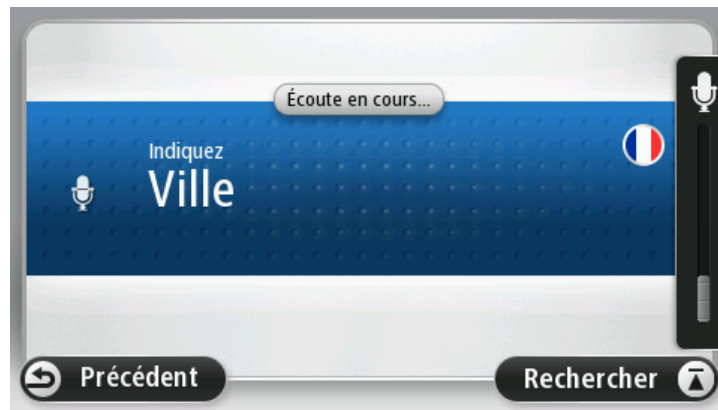 Écoute en cours...
Indiquez
Ville
Précédent
Rechercher